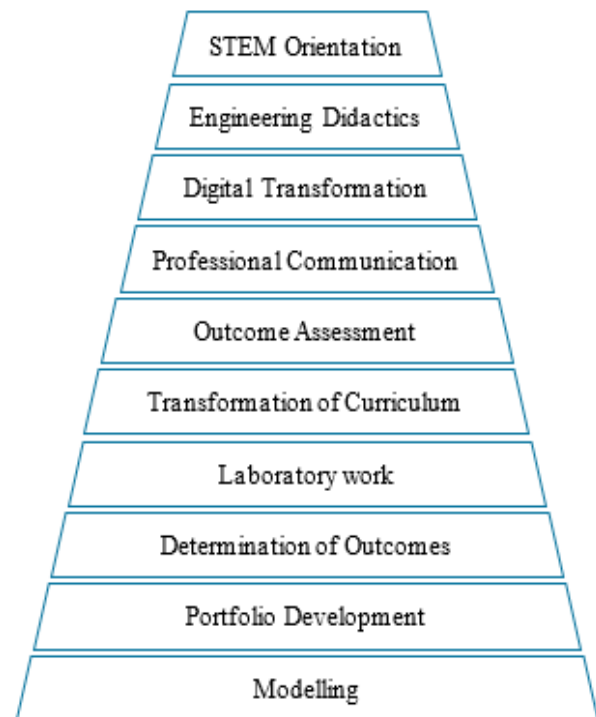 STEM Orientation
Engineering Didactics
Digital Transformation
Professional Communication
Outcome Assessment
Transformation of Curriculum
Laboratory work
Determination of Outcomes
Portfolio Development
Modelling